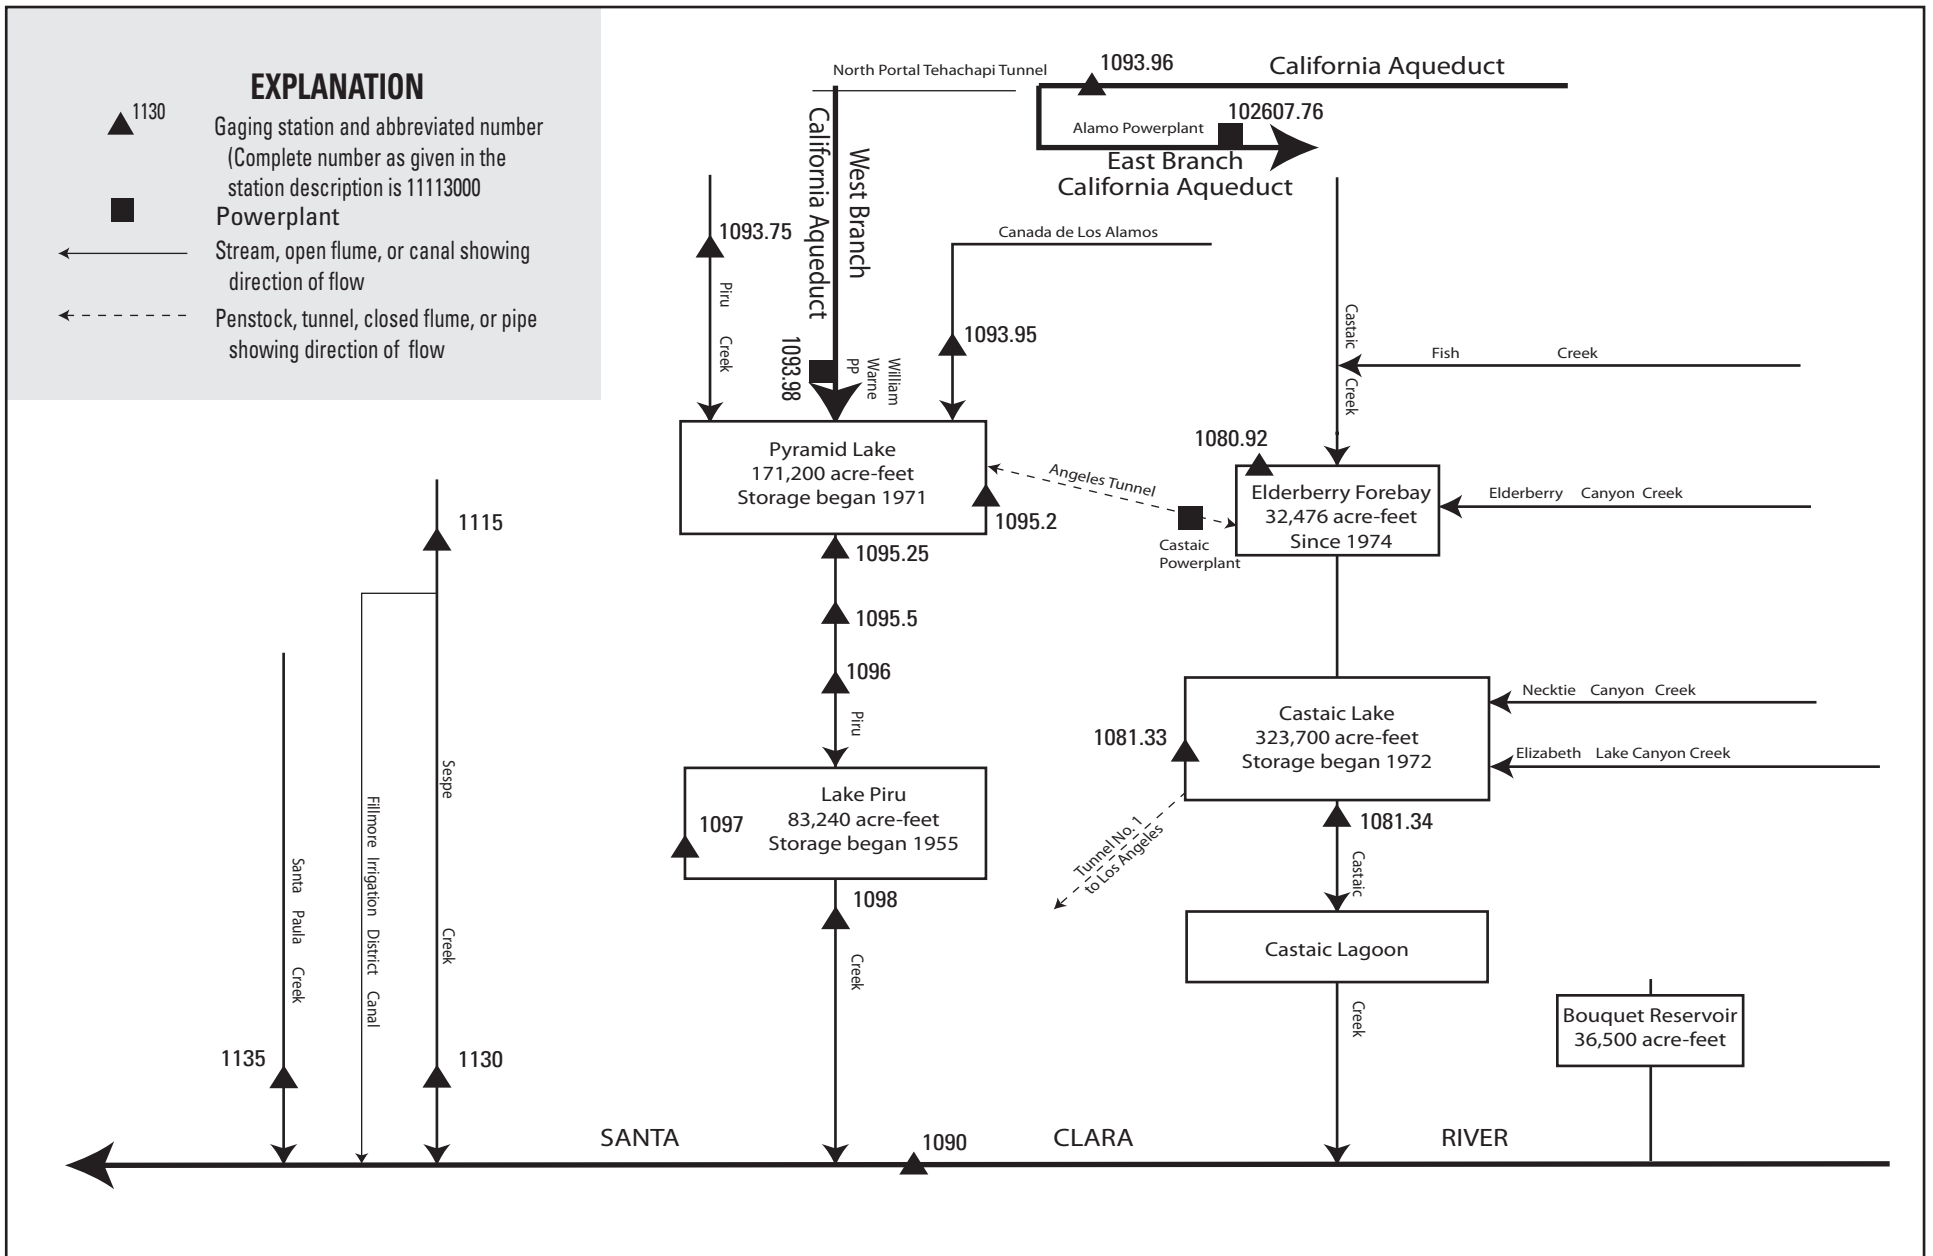 EXPLANATION
1130
Gaging station and abbreviated number
(Complete number as given in the
station description is 11113000
Powerplant
Stream, open flume, or canal showing
direction of flow
Penstock, tunnel, closed flume, or pipe
showing direction of flow
North Portal Tehachapi Tunnel
1093.96
California Aqueduct
102607.76
Alamo Powerplant
East Branch
California Aqueduct
West Branch
California Aqueduct
1093.75
Piru Creek
1093.98
William
Warne
PP
Canada de Los Alamos
1093.95
Castaic Creek
Fish Creek
Pyramid Lake
171,200 acre-feet
Storage began 1971
1095.2
Angeles Tunnel
Castaic
Powerplant
1080.92
Elderberry Forebay
32,476 acre-feet
Since 1974
Elderberry Canyon Creek
1115
1095.25
1095.5
1096
Piru
Lake Piru
83,240 acre-feet
Storage began 1955
1097
1098
Creek
Castaic Lake
323,700 acre-feet
Storage began 1972
1081.33
Necktie Canyon Creek
Elizabeth Lake Canyon Creek
Tunnel No. 1
to Los Angeles
1081.34
Castaic
Castaic Lagoon
Creek
Bouquet Reservoir
36,500 acre-feet
Santa Paula Creek
Fillmore Irrigation District Canal
Sespe Creek
1135
1130
1090
SANTA CLARA RIVER